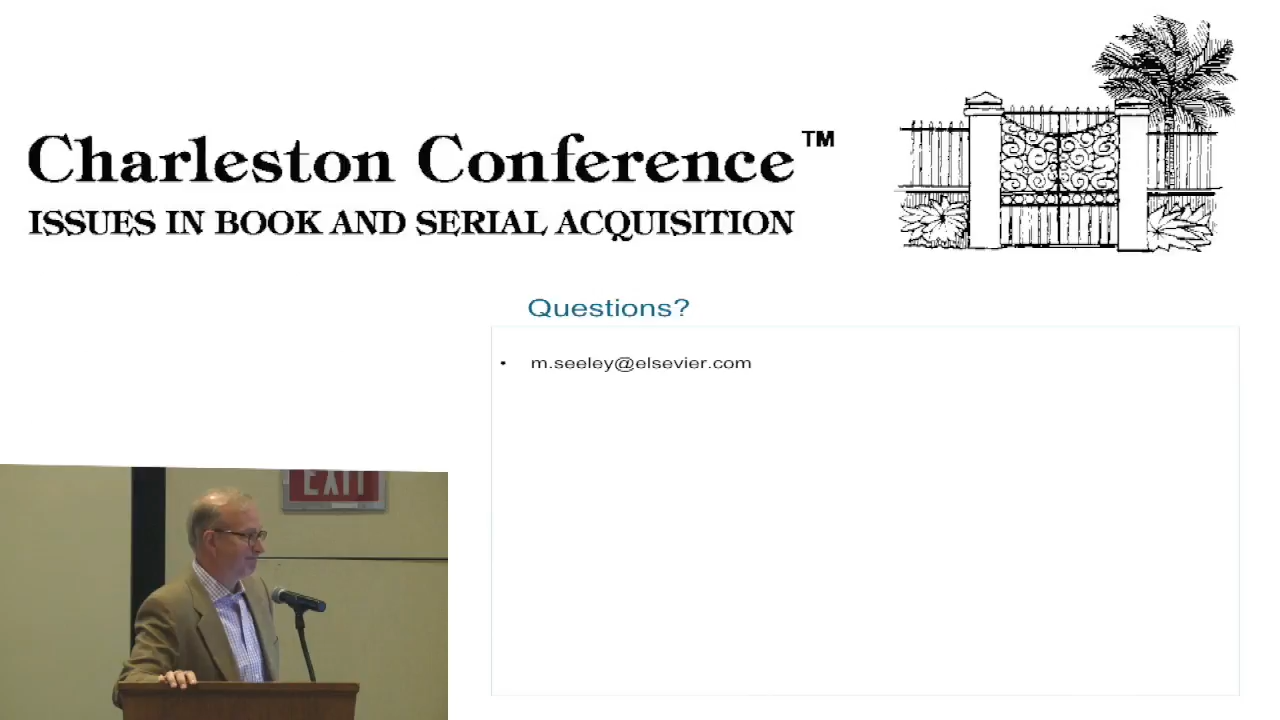 Charleston Conference™
ISSUES IN BOOK AND SERIAL ACQUISITION
Questions?
• m.seeley@elsevier.com
EXIT